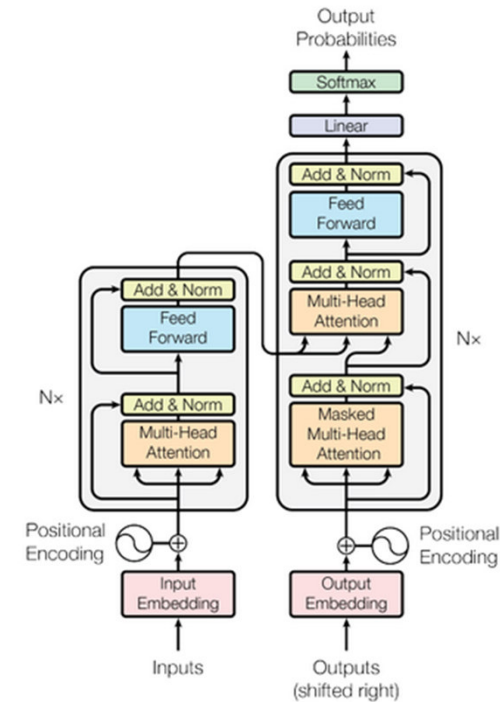 Output
Probabilities
Softmax
Linear
Add & Norm
Feed
Forward
Add & Norm
Multi-Head
Attention
Add & Norm
Masked
Multi-Head
Attention
N×
Add & Norm
Feed
Forward
Add & Norm
Multi-Head
Attention
N×
Positional
Encoding
Positional
Encoding
Input
Embedding
Output
Embedding
Inputs
Outputs
(shifted right)